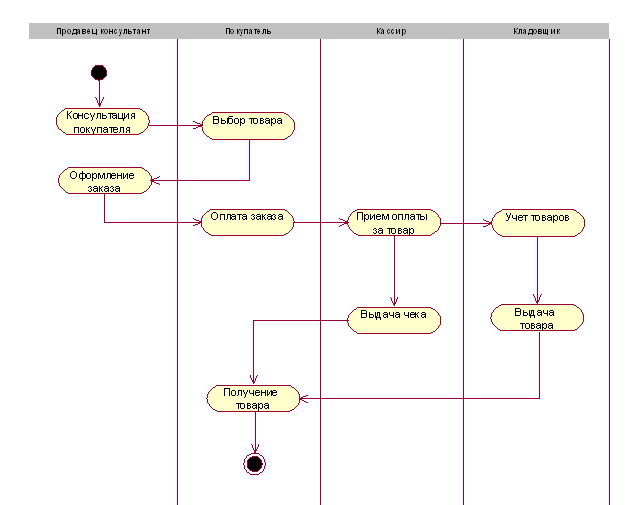 Продавец консультант
Покупатель
Кассир
Кладовщик
Консультация
покупателя
Выбор товара
Оформление
заказа
Оплата заказа
Прием оплаты
за товар
Учет товаров
Выдача чека
Выдача
товара
Получение
товара